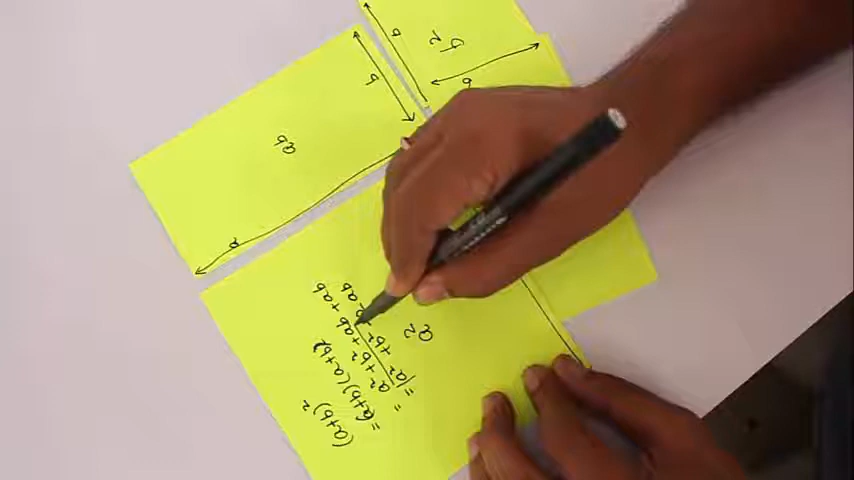 b
b²
b
b
ab
a
a²
(a+b)²
= (a+b)(a+b)
= a²+b²+ab+ab
= a²+b²+2ab